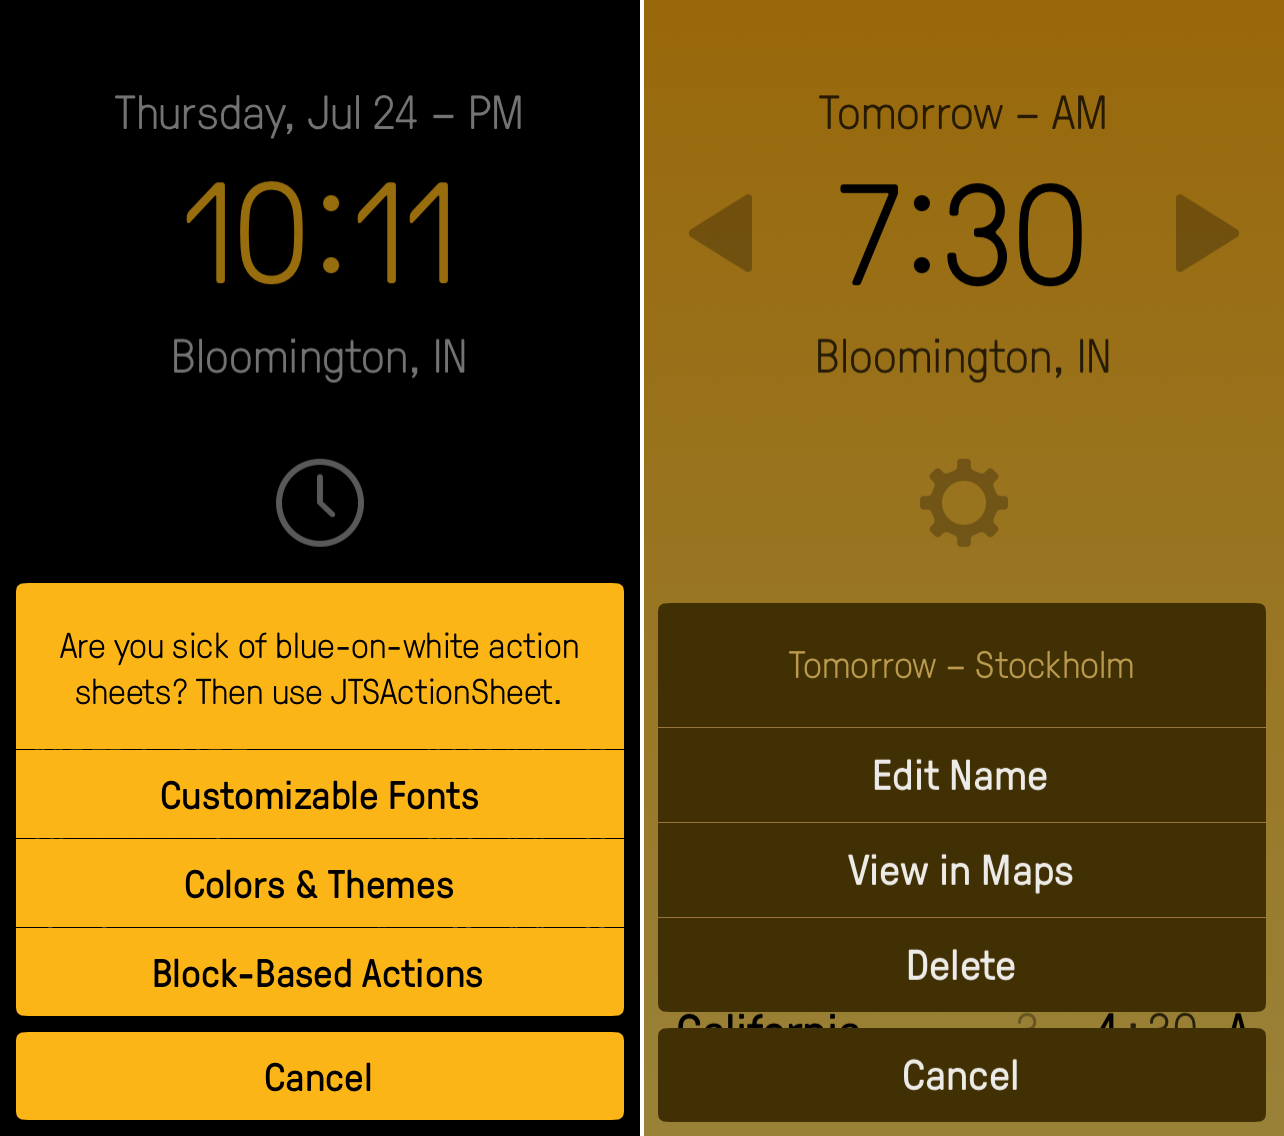 Thursday, Jul 24 – PM
10:11
Bloomington, IN
Are you sick of blue-on-white action
sheets? Then use JTSActionSheet.
Customizable Fonts
Colors & Themes
Block-Based Actions
Cancel
Tomorrow – AM
7:30
Bloomington, IN
Tomorrow – Stockholm
Edit Name
View in Maps
Delete
California
Cancel